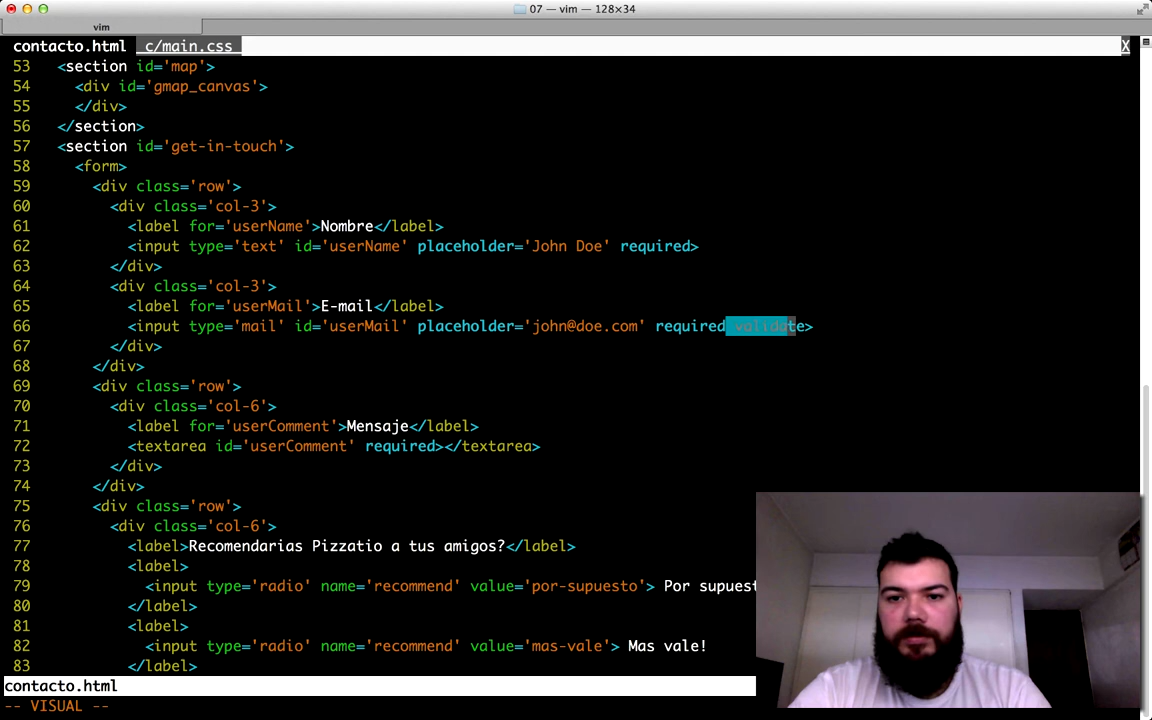 07 — vim — 128×34
vim
contacto.html c/main.css X
53 <section id='map'>
54 <div id='gmap_canvas'>
55 </div>
56 </section>
57 <section id='get-in-touch'>
58 <form>
59 <div class='row'>
60 <div class='col-3'>
61 <label for='userName'>Nombre</label>
62 <input type='text' id='userName' placeholder='John Doe' required>
63 </div>
64 <div class='col-3'>
65 <label for='userMail'>E-mail</label>
66 <input type='mail' id='userMail' placeholder='john@doe.com' required validate>
67 </div>
68 </div>
69 <div class='row'>
70 <div class='col-6'>
71 <label for='userComment'>Mensaje</label>
72 <textarea id='userComment' required></textarea>
73 </div>
74 </div>
75 <div class='row'>
76 <div class='col-6'>
77 <label>Recomendarias Pizzatio a tus amigos?</label>
78 <label>
79 <input type='radio' name='recommend' value='por-supuesto'> Por supuest
80 </label>
81 <label>
82 <input type='radio' name='recommend' value='mas-vale'> Mas vale!
83 </label>
contacto.html
-- VISUAL --